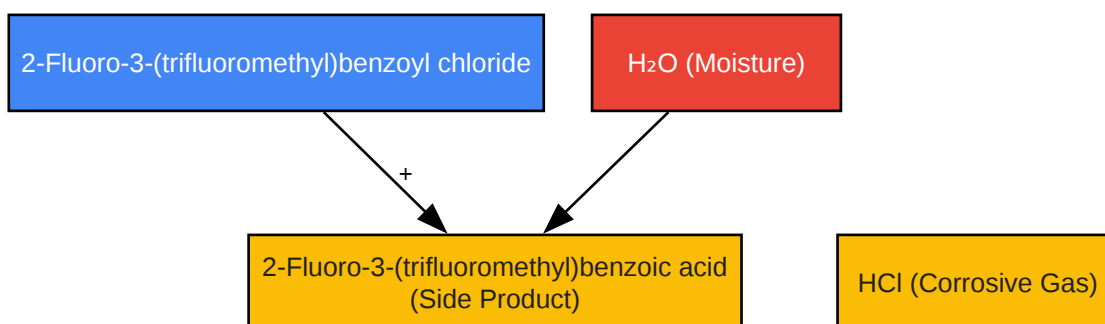 2-Fluoro-3-(trifluoromethyl)benzoyl chloride
H₂O (Moisture)
+
2-Fluoro-3-(trifluoromethyl)benzoic acid
(Side Product)
HCl (Corrosive Gas)